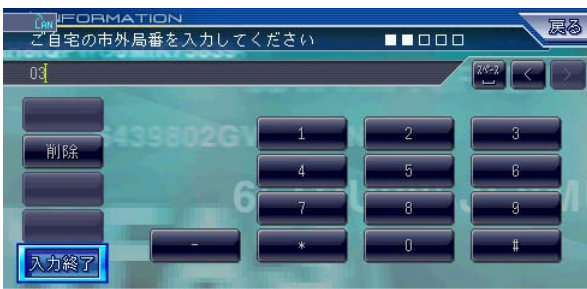 LAN INFORMATION
ご自宅の市外局番を入力してください 戻る
03 スペース < >
1 2 3
削除
4 5 6
7 8 9
- * 0 #
入力終了